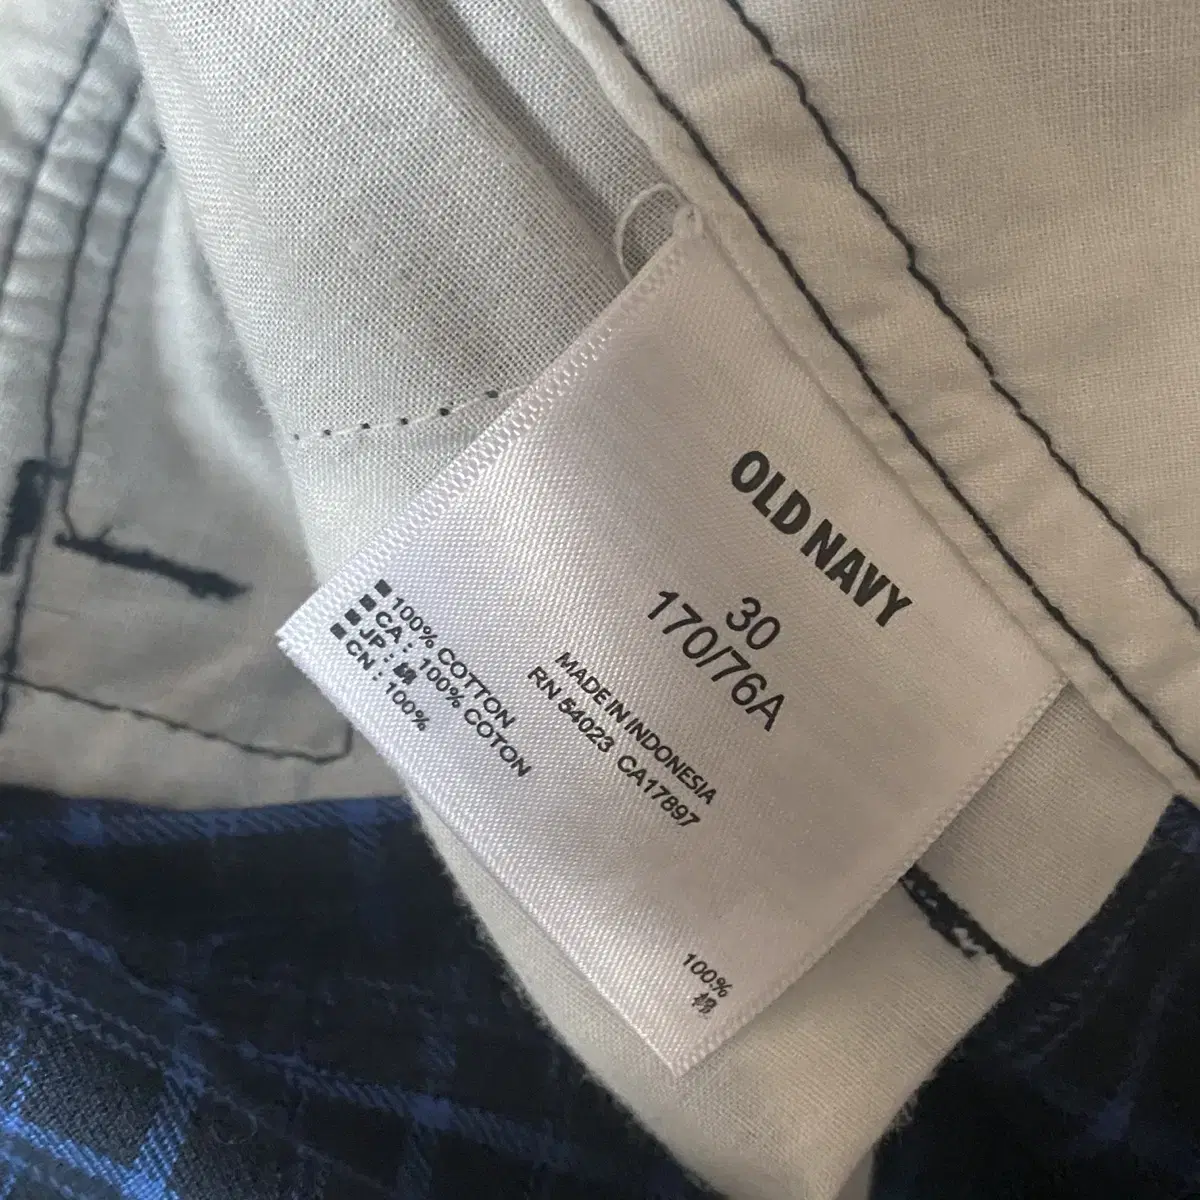 OLD NAVY
30
170/76A
MADE IN INDONESIA
RN 54023 CA17897
100% COTTON
CA : 100% COTON
JP : 綿
CN : 100%
100%
棉